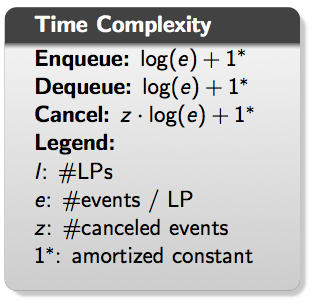 Time Complexity
Enqueue: log(e) + 1*
Dequeue: log(e) + 1*
Cancel: z · log(e) + 1*
Legend:
l: #LPs
e: #events / LP
z: #canceled events
1*: amortized constant